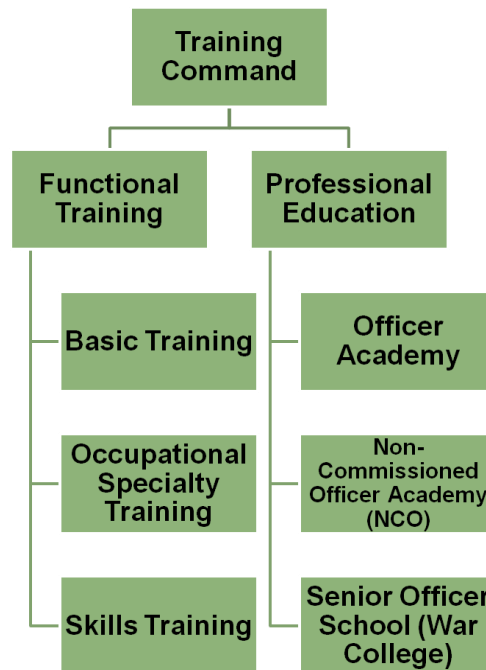 Training
Command
Functional
Training
Professional
Education
Basic Training
Officer
Academy
Occupational
Specialty
Training
Non-
Commissioned
Officer Academy
(NCO)
Skills Training
Senior Officer
School (War
College)